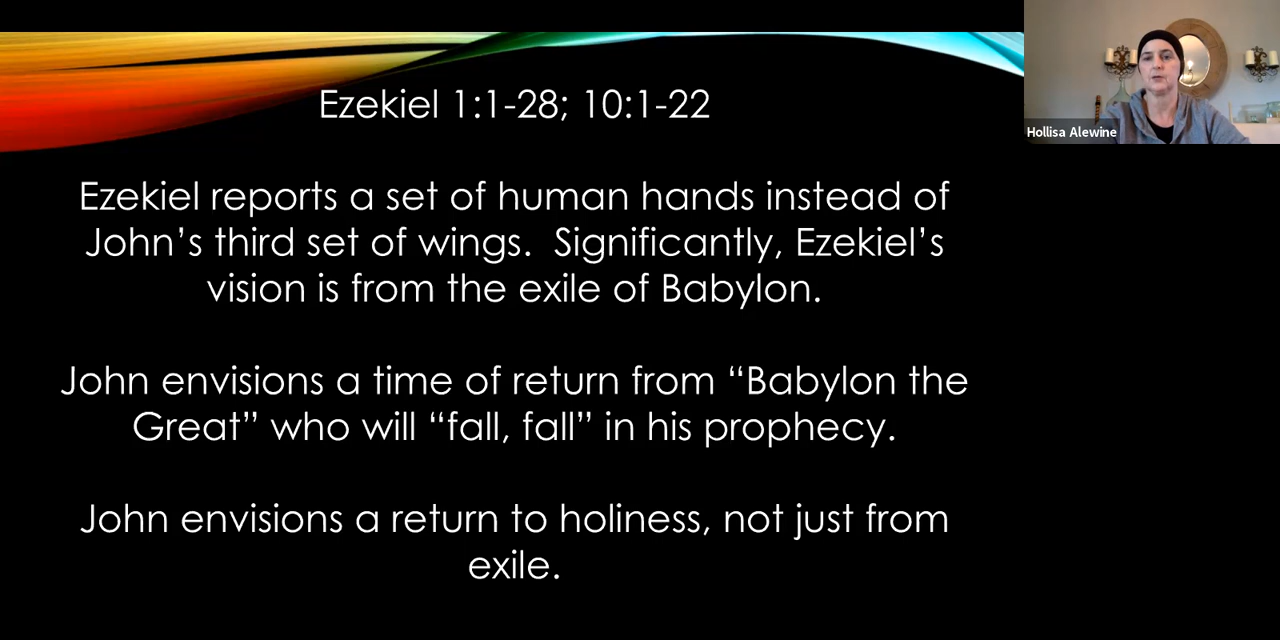 Ezekiel 1:1-28; 10:1-22
Hollisa Alewine
Ezekiel reports a set of human hands instead of
John’s third set of wings.  Significantly, Ezekiel’s
vision is from the exile of Babylon.
John envisions a time of return from “Babylon the
Great” who will “fall, fall” in his prophecy.
John envisions a return to holiness, not just from
exile.